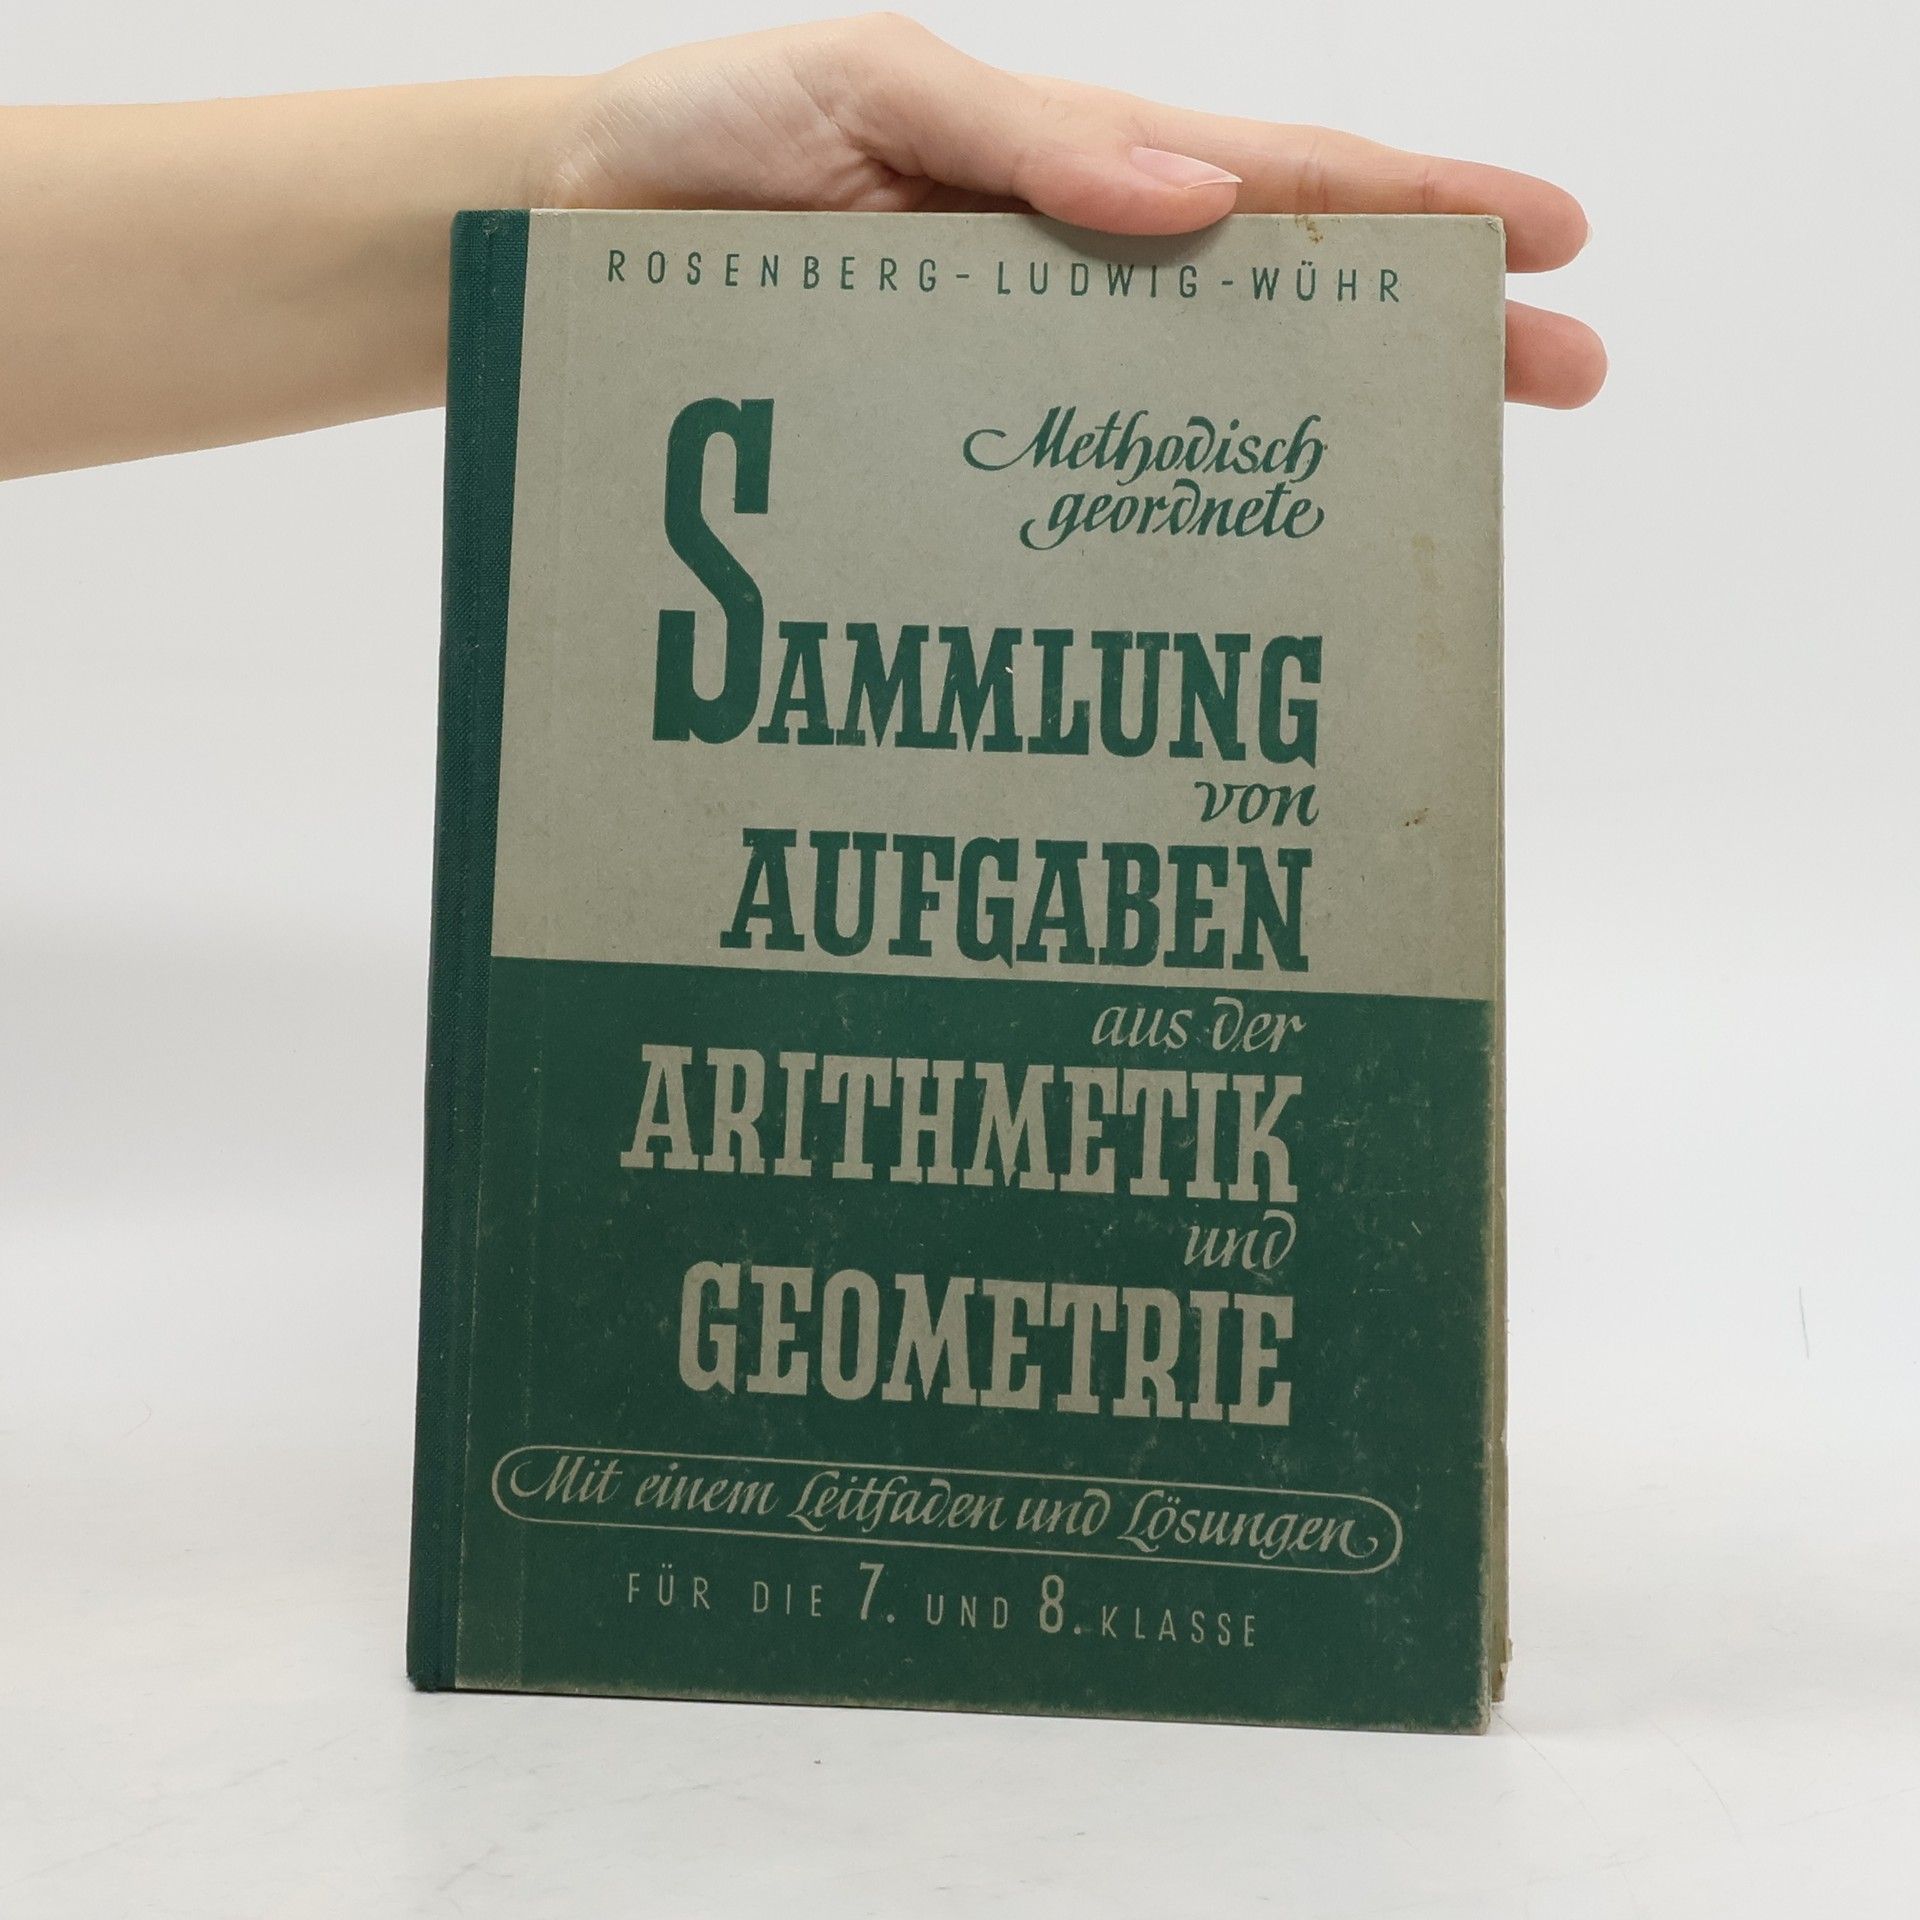 ROSENBERG-LUDWIG-WÜHR
Methodisch
geordnete
SAMMLUNG
von
AUFGABEN
aus der
ARITHMETIK
und
GEOMETRIE
Mit einem Leitfaden und Lösungen
FÜR DIE 7. UND 8. KLASSE